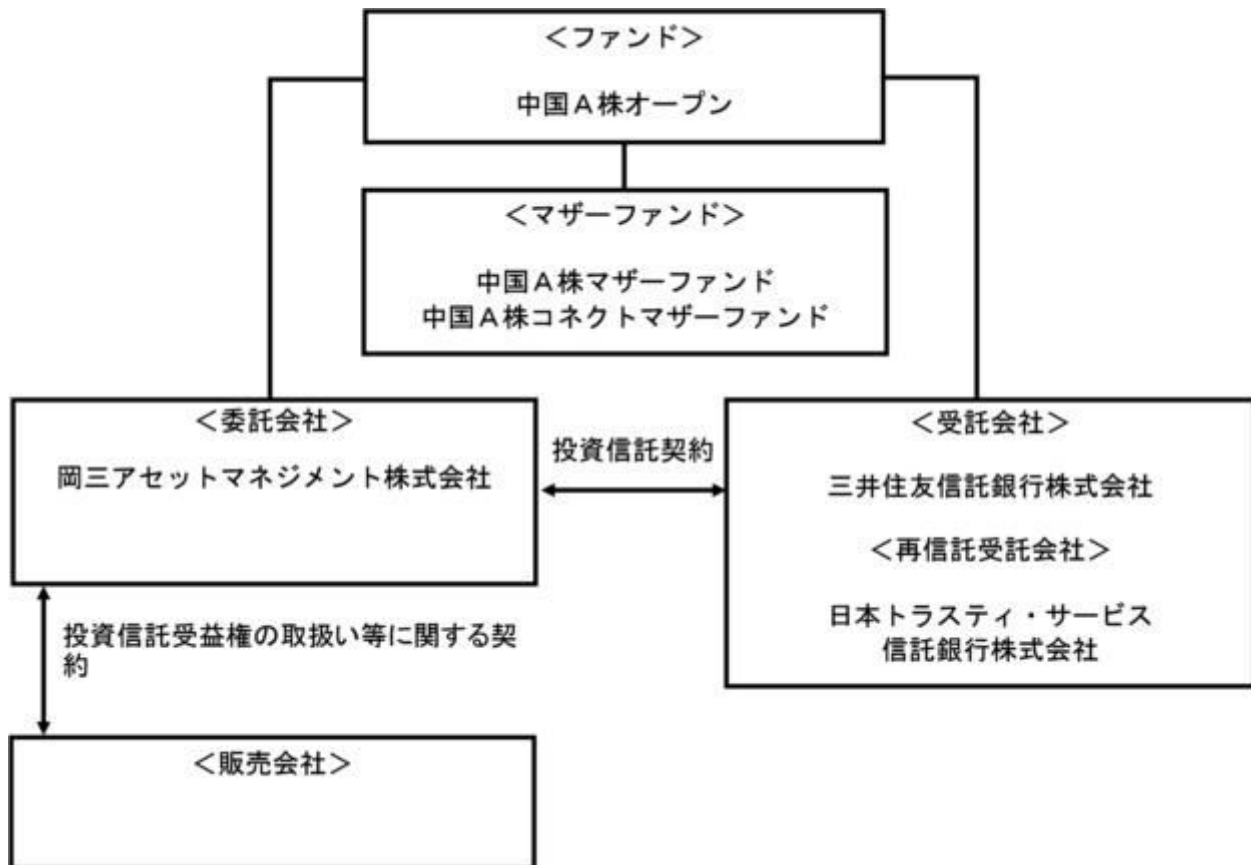 ＜ファンド＞
中国Ａ株オープン
＜マザーファンド＞
中国Ａ株マザーファンド
中国Ａ株コネクトマザーファンド
＜委託会社＞
岡三アセットマネジメント株式会社
投資信託契約
＜受託会社＞
三井住友信託銀行株式会社
＜再信託受託会社＞
日本トラスティ・サービス
信託銀行株式会社
投資信託受益権の取扱い等に関する契
約
＜販売会社＞